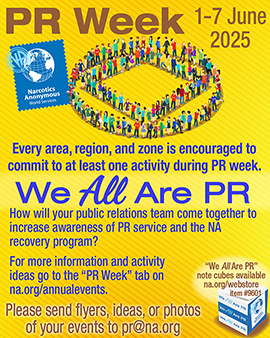 PR Week 1-7 June
2025
Narcotics
Anonymous
World Services
Every area, region, and zone is encouraged to
commit to at least one activity during PR week.
We All Are PR
How will your public relations team come together to
increase awareness of PR service and the NA
recovery program?
For more information and activity
ideas go to the “PR Week” tab on
na.org/annualevents.
“We All Are PR”
note cubes available
na.org/webstore
item #9601
Please send flyers, ideas, or photos
of your events to pr@na.org